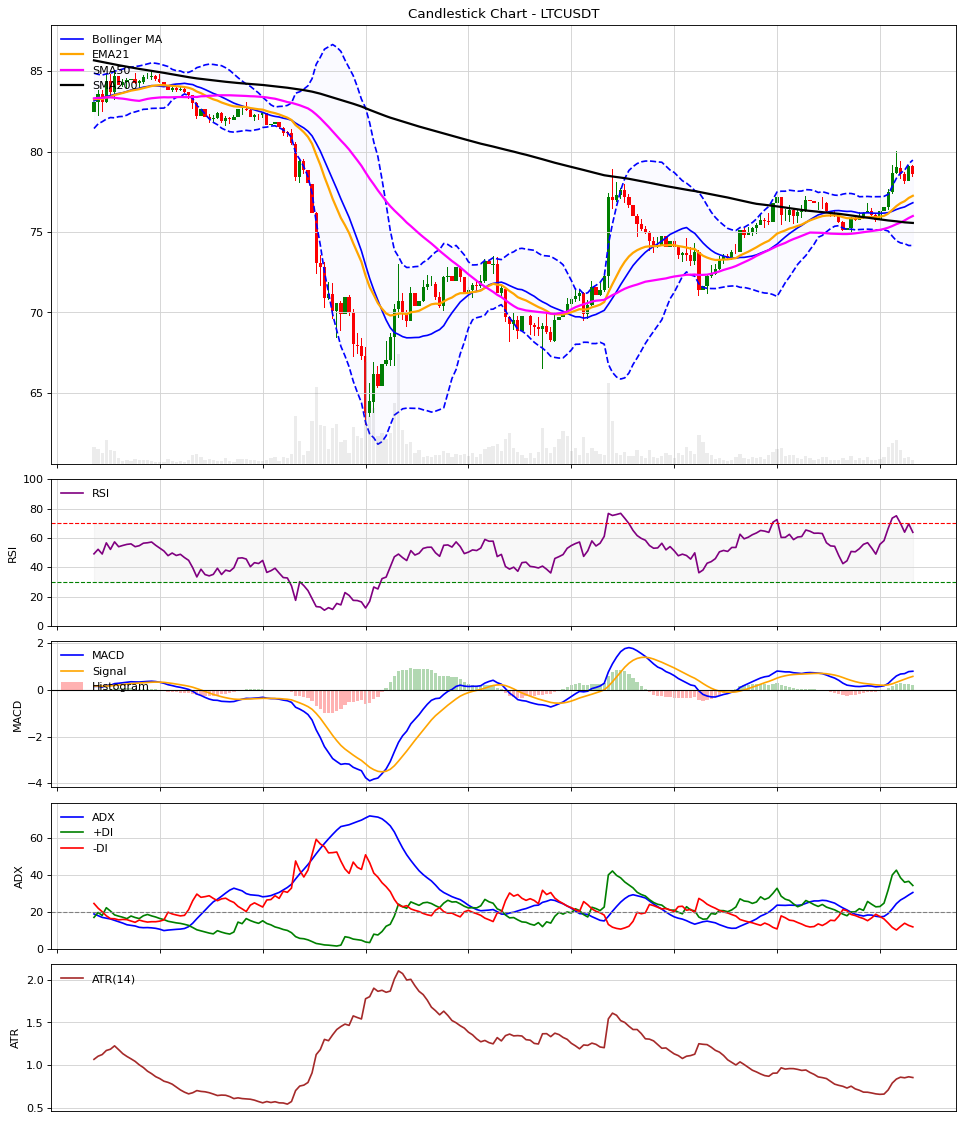 Candlestick Chart - LTCUSDT
Bollinger MA
EMA21
SMA50
SMA200
85
80
75
70
65
RSI
100
80
60
40
20
0
RSI
MACD
Signal
Histogram
2
0
−2
−4
MACD
ADX
+DI
-DI
60
40
20
0
ADX
ATR(14)
2.0
1.5
1.0
0.5
ATR